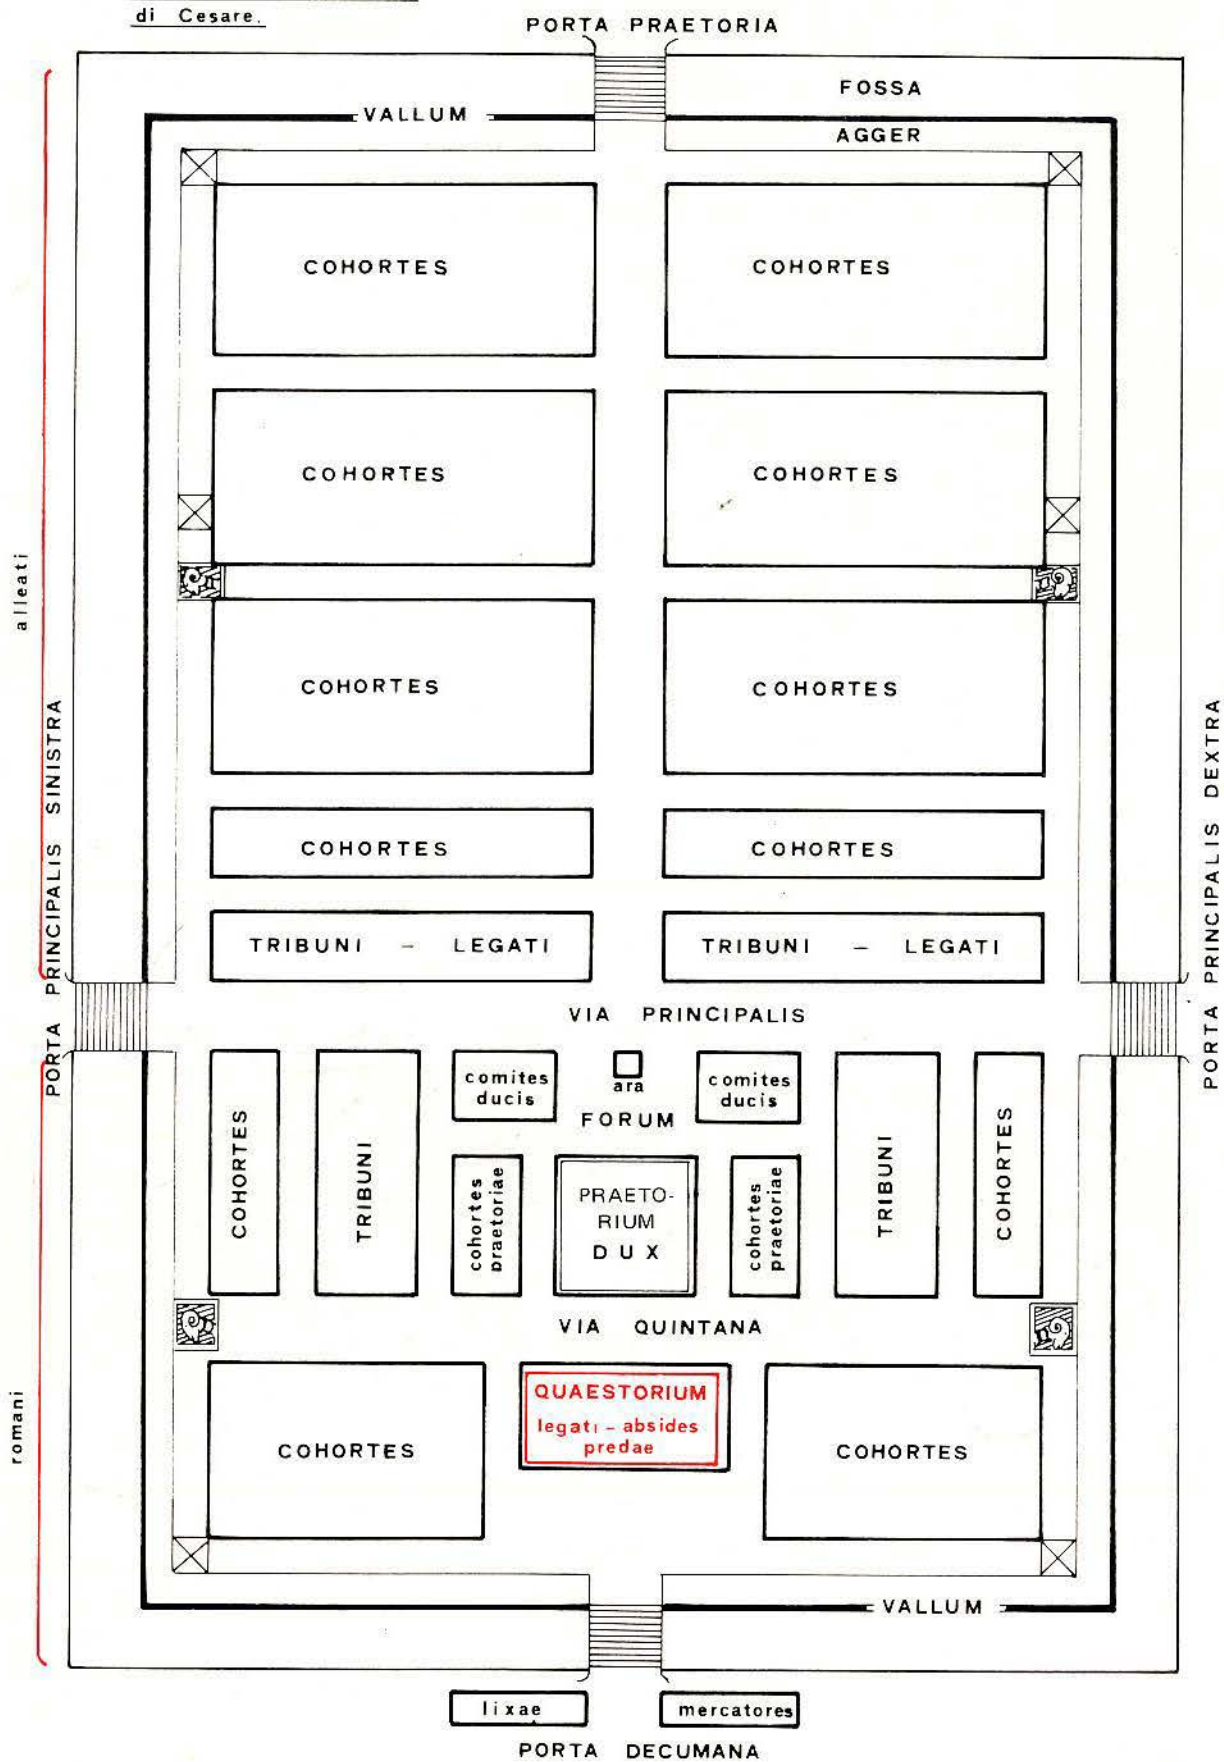 di Cesare.
PORTA PRAETORIA
FOSSA
VALLUM
AGGER
COHORTES
COHORTES
COHORTES
COHORTES
alleati
COHORTES
COHORTES
PORTA PRINCIPALIS SINISTRA
PORTA PRINCIPALIS DEXTRA
COHORTES
COHORTES
TRIBUNI - LEGATI
TRIBUNI - LEGATI
VIA PRINCIPALIS
COHORTES
TRIBUNI
comites
ducis
ara
comites
ducis
FORUM
TRIBUNI
COHORTES
cohortes
praetoriae
PRAETO-
RIUM
DUX
cohortes
praetoriae
VIA QUINTANA
romani
COHORTES
QUAESTORIUM
legati - absides
predae
COHORTES
VALLUM
lixae
mercatores
PORTA DECUMANA